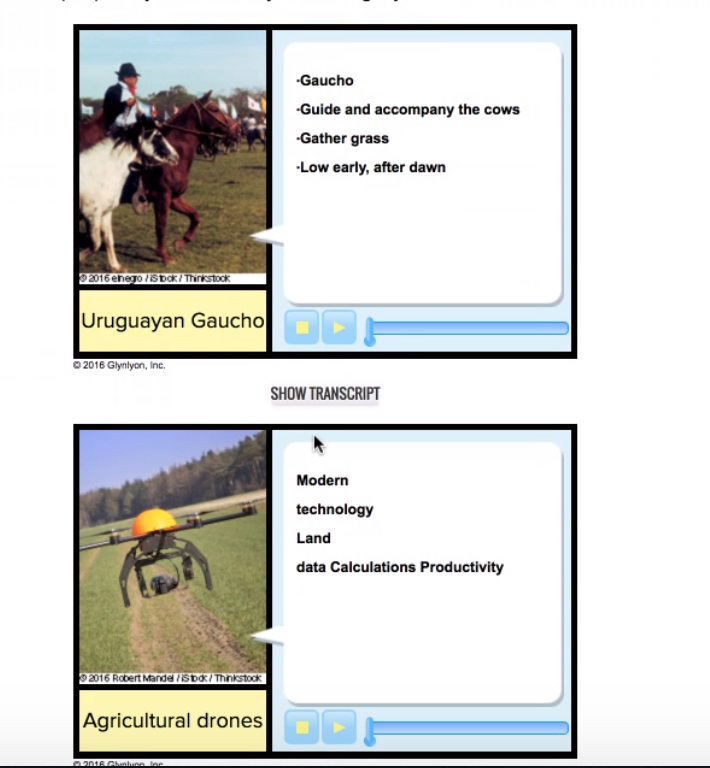 ·Gaucho
·Guide and accompany the cows
·Gather grass
·Low early, after dawn
© 2016 elnegro / iStock / Thinkstock
Uruguayan Gaucho
© 2016 Glynlyon, Inc.
SHOW TRANSCRIPT
Modern
technology
Land
data Calculations Productivity
© 2016 Robert Mandel / iStock / Thinkstock
Agricultural drones
© 2016 Glynlyon, Inc.